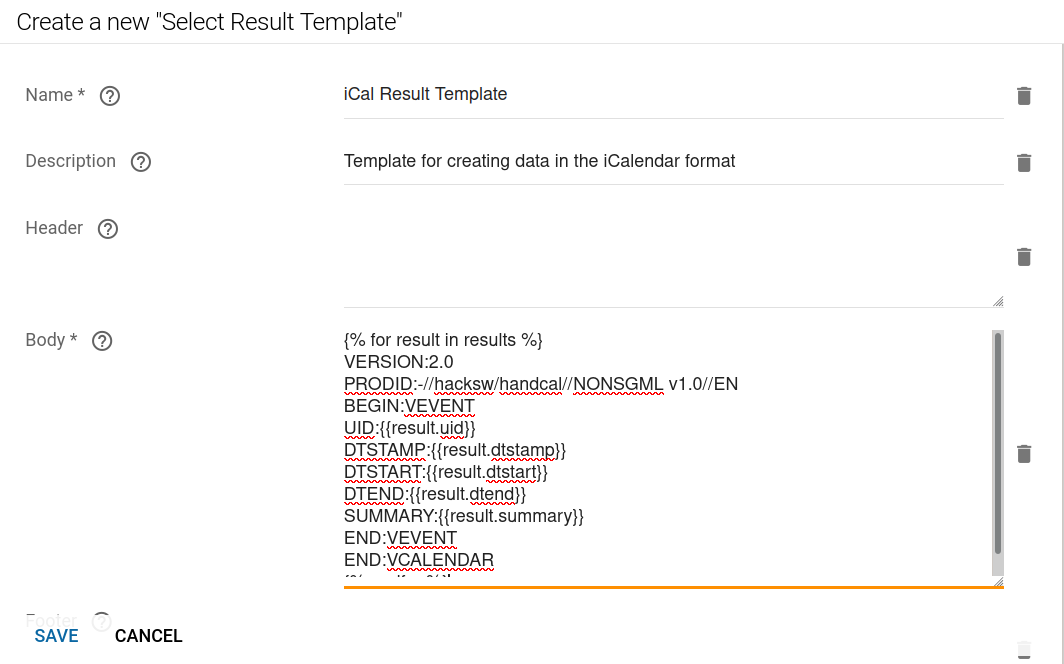 Create a new "Select Result Template"
Name *
iCal Result Template
Description
Template for creating data in the iCalendar format
Header
Body *
{% for result in results %}
VERSION:2.0
PRODID:-//hacksw/handcal//NONSGML v1.0//EN
BEGIN:VEVENT
UID:{{result.uid}}
DTSTAMP:{{result.dtstamp}}
DTSTART:{{result.dtstart}}
DTEND:{{result.dtend}}
SUMMARY:{{result.summary}}
END:VEVENT
END:VCALENDAR
Footer
SAVE CANCEL